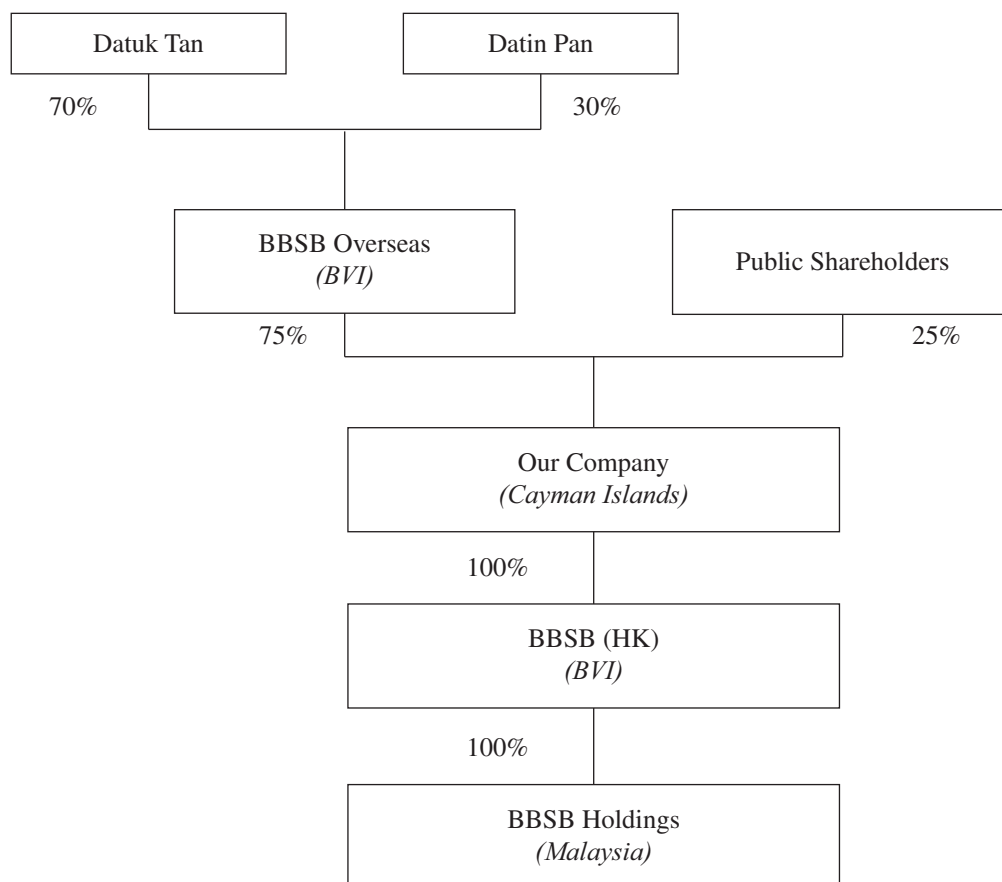 Datuk Tan
Datin Pan
70%
30%
BBSB Overseas
(BVI)
Public Shareholders
75%
25%
Our Company
(Cayman Islands)
100%
BBSB (HK)
(BVI)
100%
BBSB Holdings
(Malaysia)